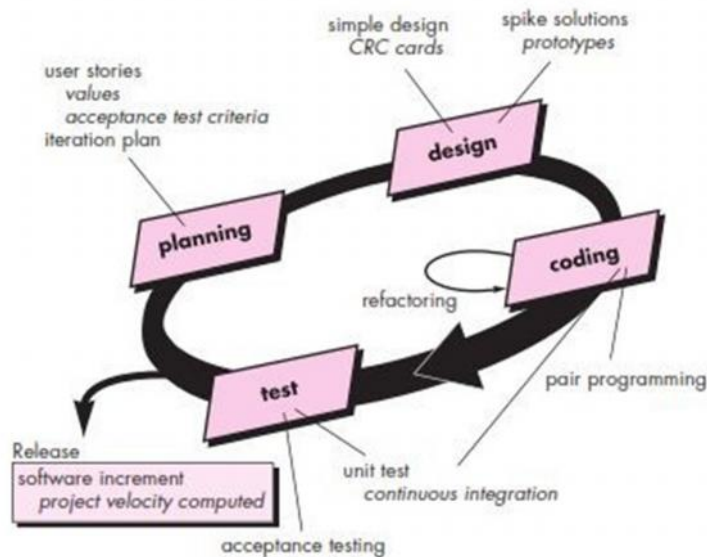 simple design
CRC cards
spike solutions
prototypes
user stories
values
acceptance test criteria
iteration plan
design
planning
coding
refactoring
test
pair programming
Release
software increment
project velocity computed
unit test
continuous integration
acceptance testing